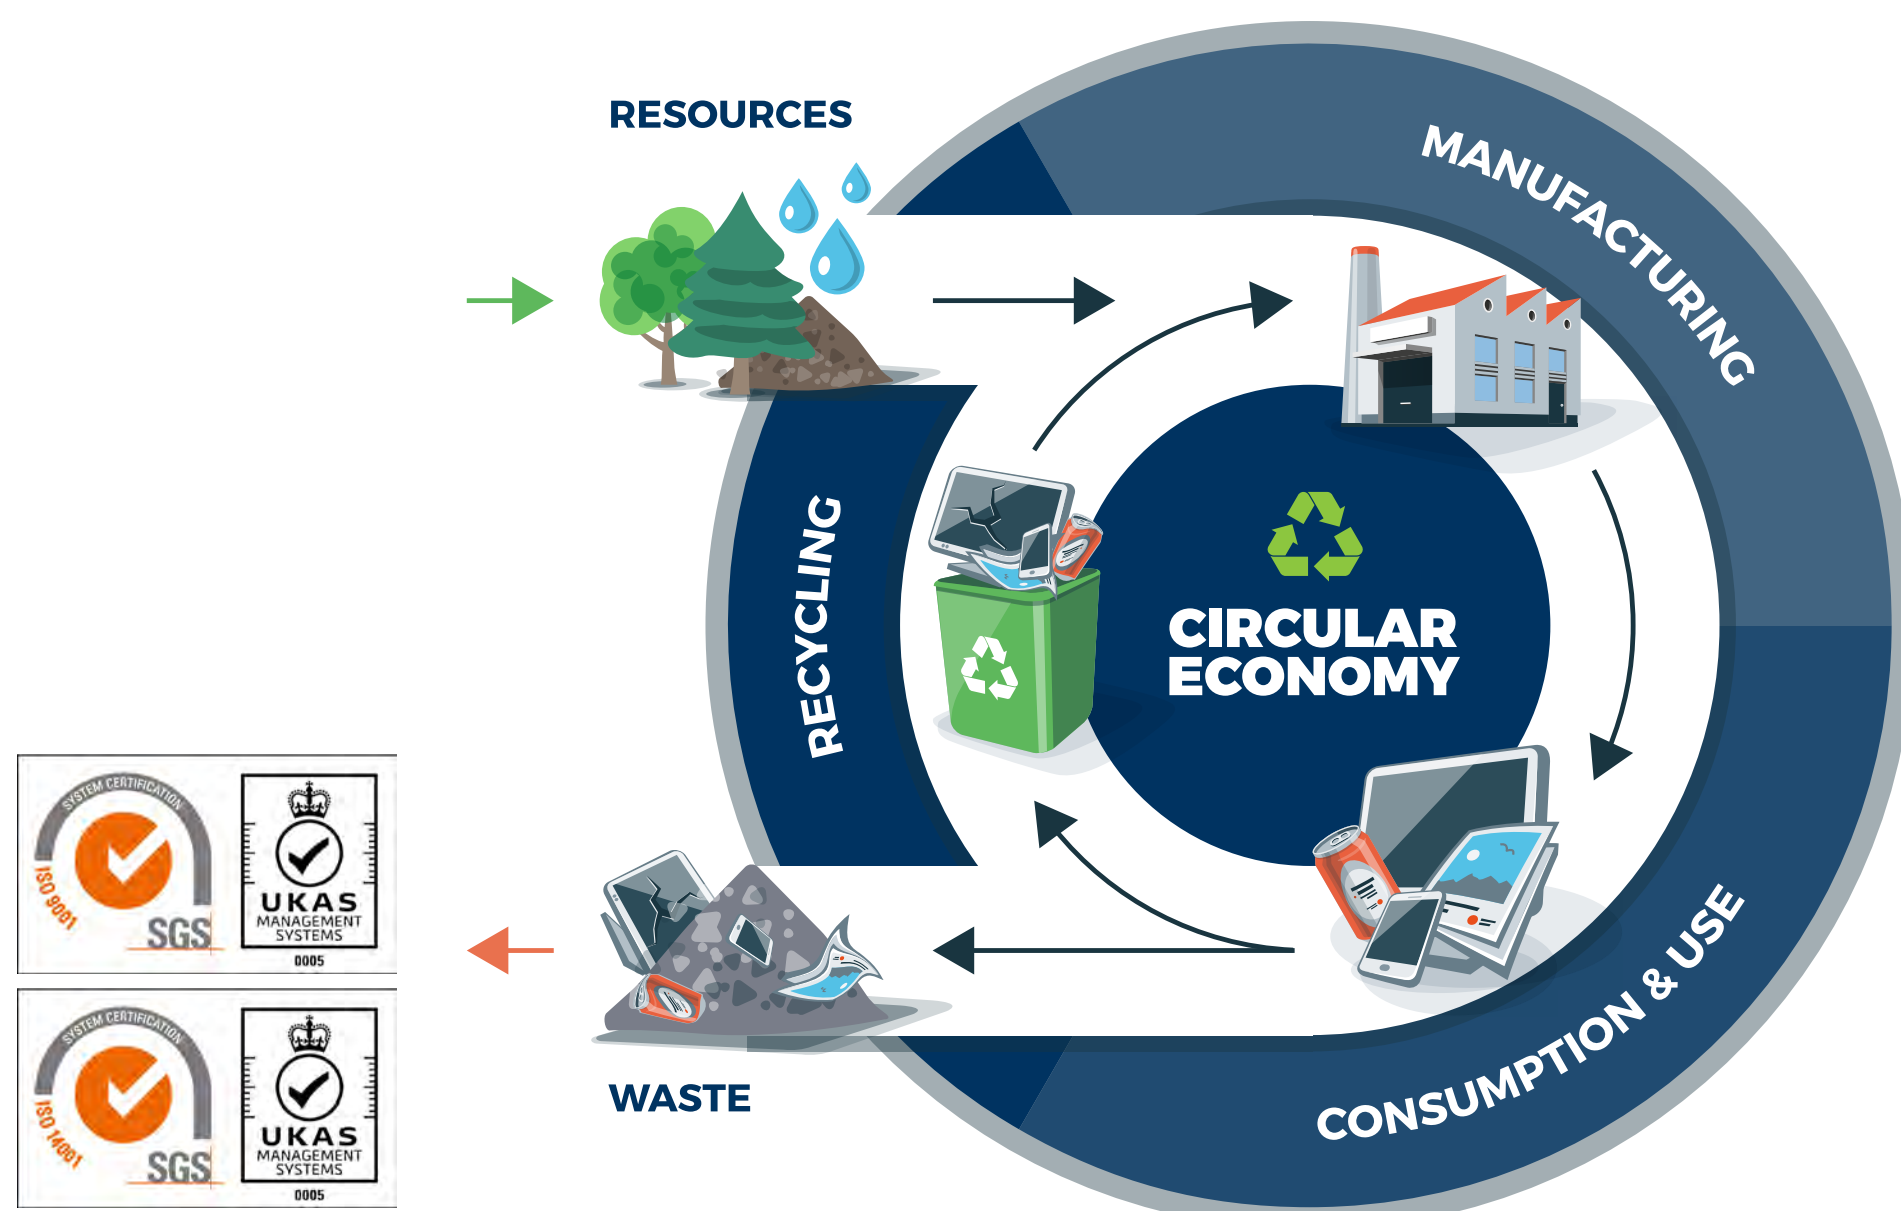 RESOURCES
MANUFACTURING
RECYCLING
CIRCULAR
ECONOMY
CONSUMPTION & USE
WASTE
SYSTEM CERTIFICATION
ISO 9001
SGS
UKAS
MANAGEMENT
SYSTEMS
0005
SYSTEM CERTIFICATION
ISO 14001
SGS
UKAS
MANAGEMENT
SYSTEMS
0005